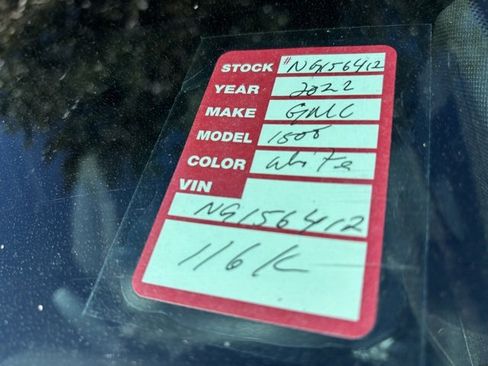 STOCK #NG156412
YEAR 2022
MAKE GMC
MODEL 1500
COLOR White
VIN
NG156412
116K